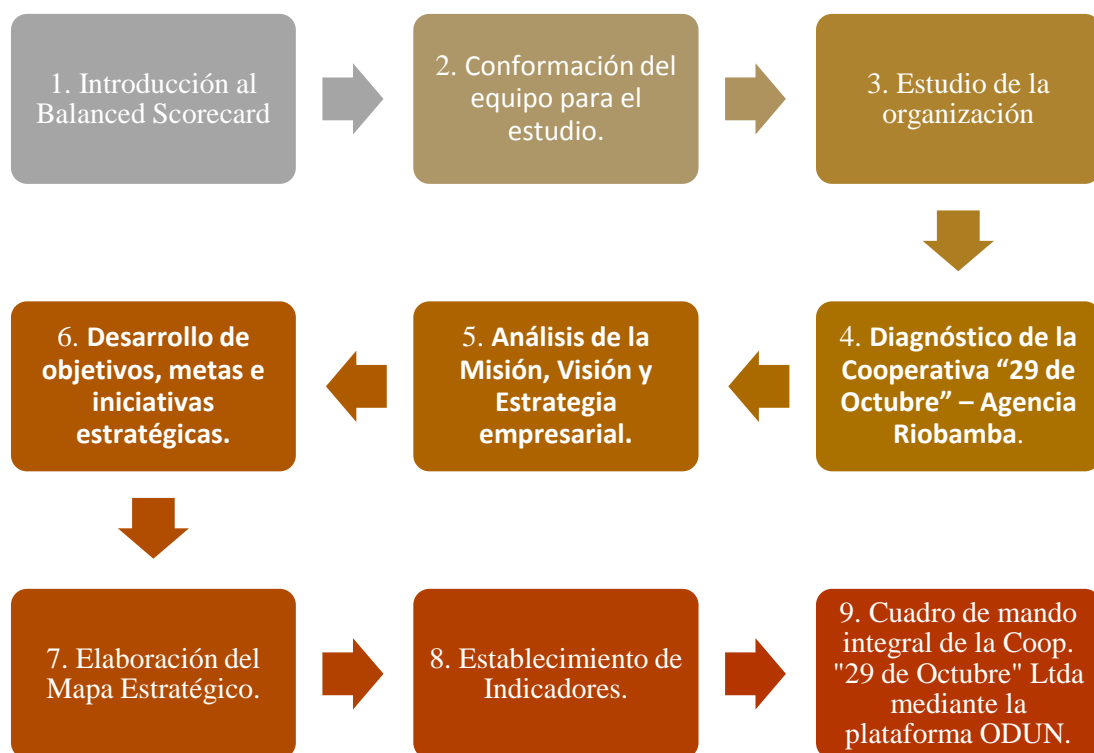 1. Introducción al
Balanced Scorecard
2. Conformación del
equipo para el
estudio.
3. Estudio de la
organización
4. Diagnóstico de la
Cooperativa “29 de
Octubre” – Agencia
Riobamba.
5. Análisis de la
Misión, Visión y
Estrategia
empresarial.
6. Desarrollo de
objetivos, metas e
iniciativas
estratégicas.
7. Elaboración del
Mapa Estratégico.
8. Establecimiento de
Indicadores.
9. Cuadro de mando
integral de la Coop.
"29 de Octubre" Ltda
mediante la
plataforma ODUN.